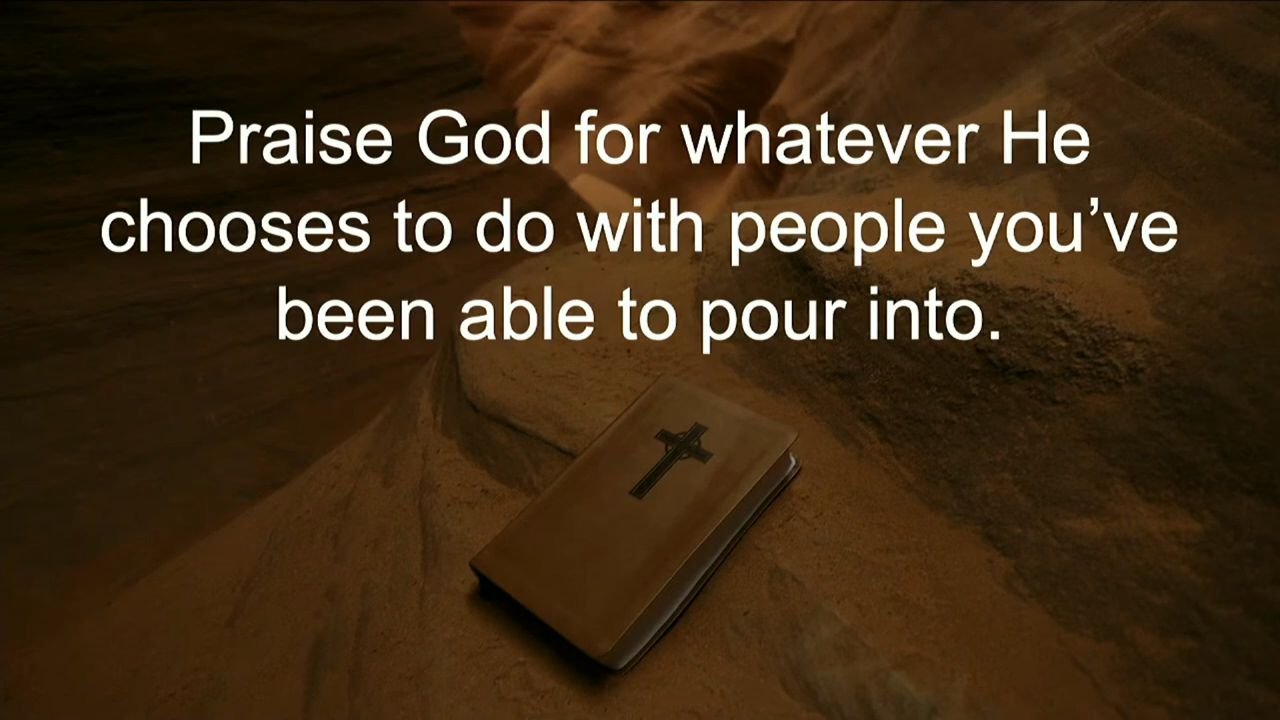 Praise God for whatever He
chooses to do with people you’ve
been able to pour into.